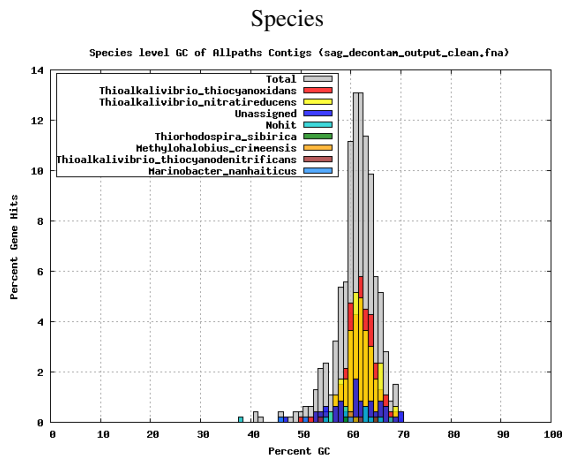 Species
Species level GC of Allpaths Contigs (sag_decontam_output_clean.fna)
14
12
10
8
6
4
2
0
Percent Gene Hits
Total
Thioalkalivibrio_thiocyanoxidans
Thioalkalivibrio_nitratireducens
Unassigned
Nohit
Thiorhodospira_sibirica
Methylohalobius_crimeensis
Thioalkalivibrio_thiocyanodenitrificans
Marinobacter_nanhaiticus
0 10 20 30 40 50 60 70 80 90 100
Percent GC